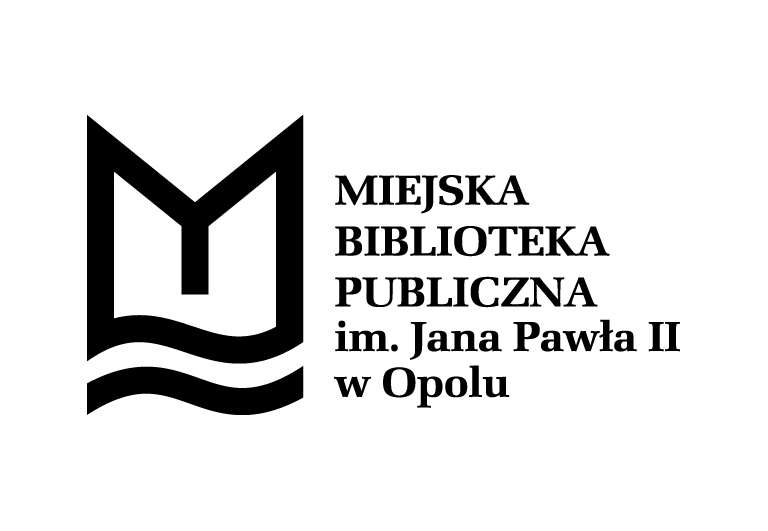 MIEJSKA
BIBLIOTEKA
PUBLICZNA
im. Jana Pawła II
w Opolu